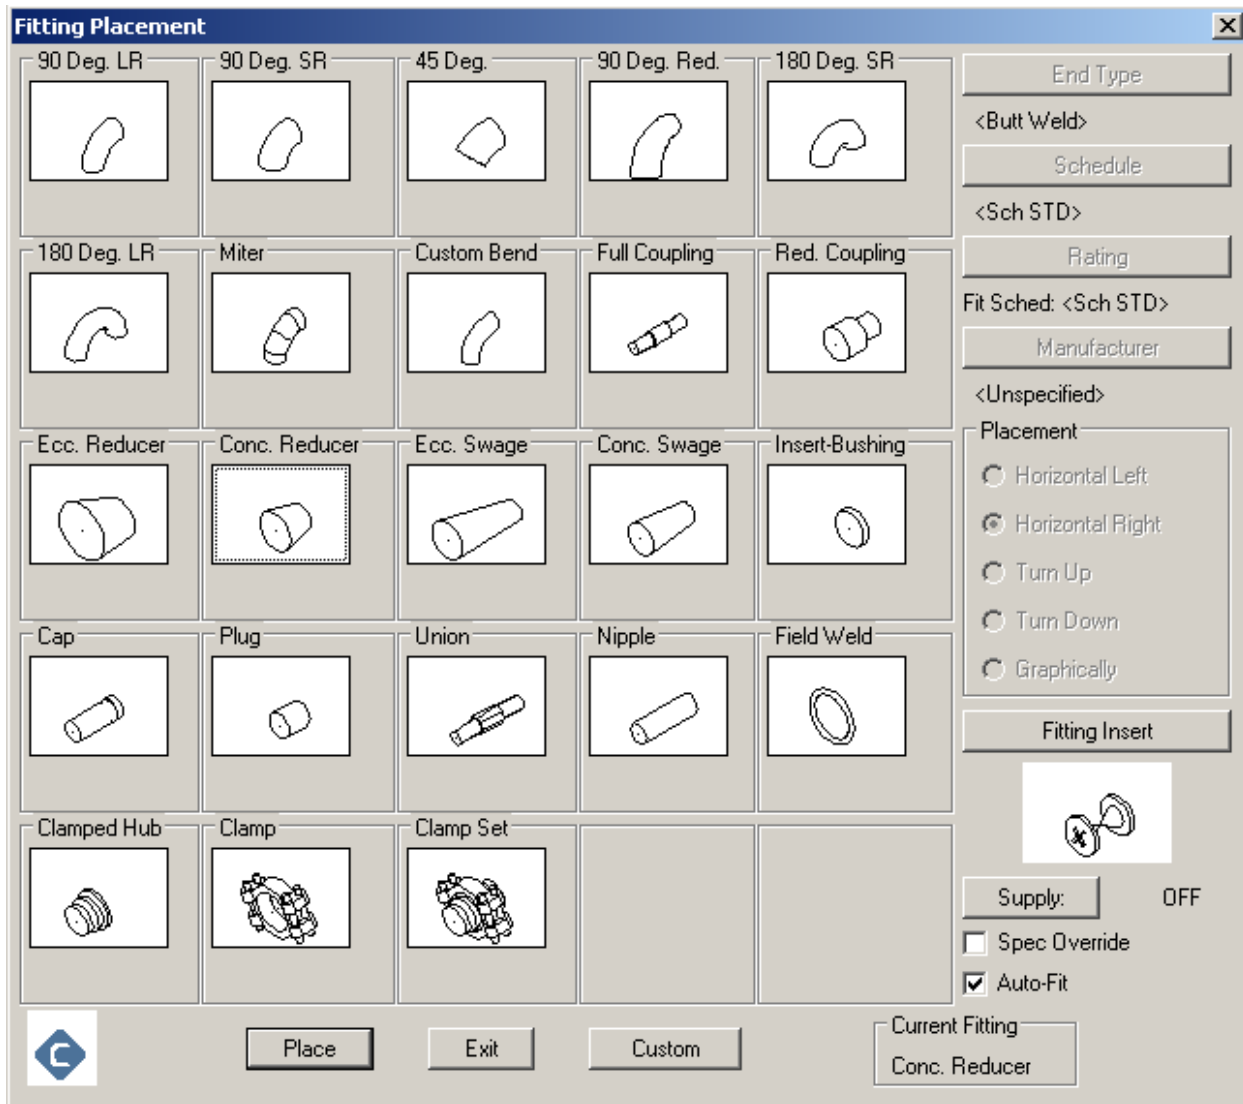 Fitting Placement
90 Deg. LR
90 Deg. SR
45 Deg.
90 Deg. Red.
180 Deg. SR
180 Deg. LR
Miter
Custom Bend
Full Coupling
Red. Coupling
Ecc. Reducer
Conc. Reducer
Ecc. Swage
Conc. Swage
Insert-Bushing
Cap
Plug
Union
Nipple
Field Weld
Clamped Hub
Clamp
Clamp Set
End Type
<Butt Weld>
Schedule
<Sch STD>
Rating
Fit Sched: <Sch STD>
Manufacturer
<Unspecified>
Placement
Horizontal Left
Horizontal Right
Turn Up
Turn Down
Graphically
Fitting Insert
Supply: OFF
Spec Override
Auto-Fit
C
Place
Exit
Custom
Current Fitting
Conc. Reducer